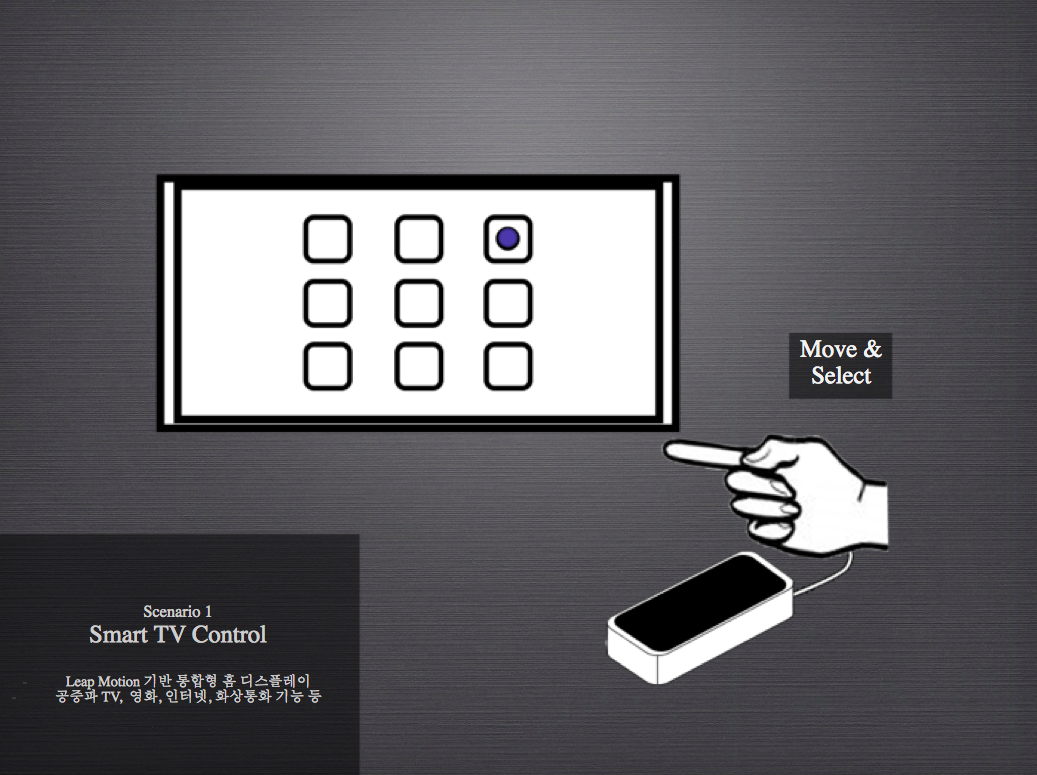 Move &
Select
Scenario 1
Smart TV Control
Leap Motion 기반 통합형 홈 디스플레이
공중과 TV, 영화, 인터넷, 화상통화 기능 등